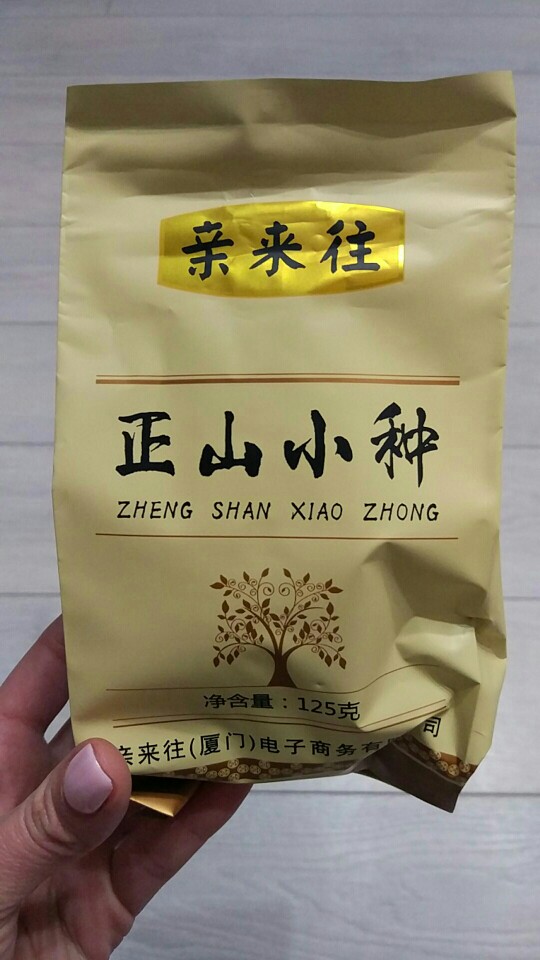 亲来往
正山小种
ZHENG SHAN XIAO ZHONG
净含量：125克
亲来往(厦门)电子商务有 司